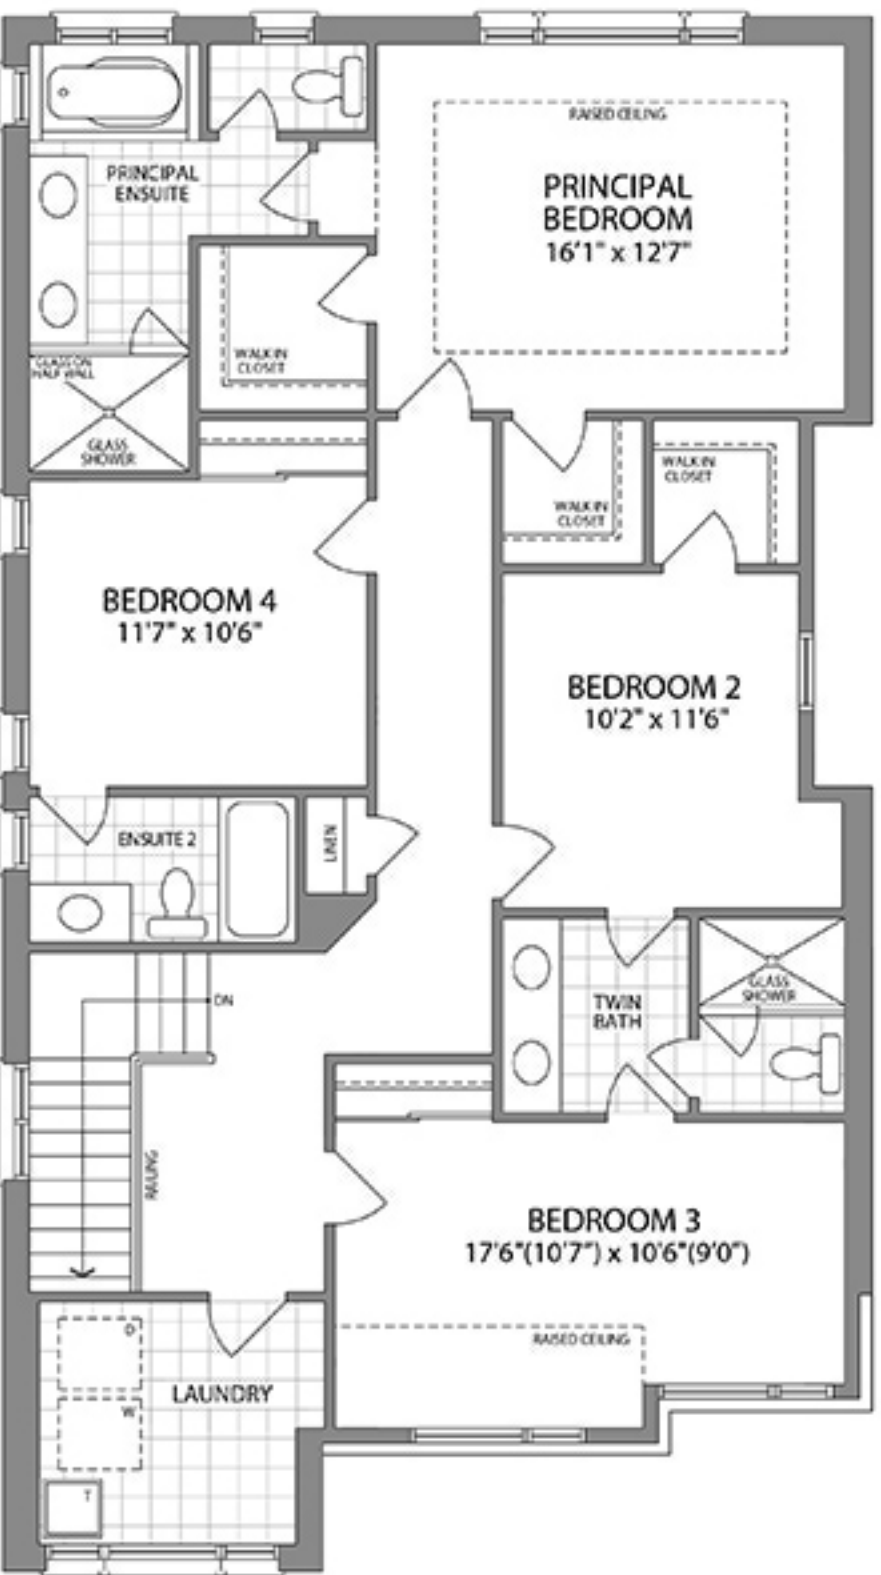 RAISED CEILING
PRINCIPAL
BEDROOM
16'1" x 12'7"
PRINCIPAL
ENSUITE
WALK IN
CLOSET
GLASS ON
HALF WALL
GLASS
SHOWER
WALK IN
CLOSET
WALK IN
CLOSET
BEDROOM 4
11'7" x 10'6"
BEDROOM 2
10'2" x 11'6"
ENSUITE 2
LINEN
DN
TWIN
BATH
GLASS
SHOWER
RAILING
BEDROOM 3
17'6"(10'7") x 10'6"(9'0")
RAISED CEILING
D
W
LAUNDRY
T